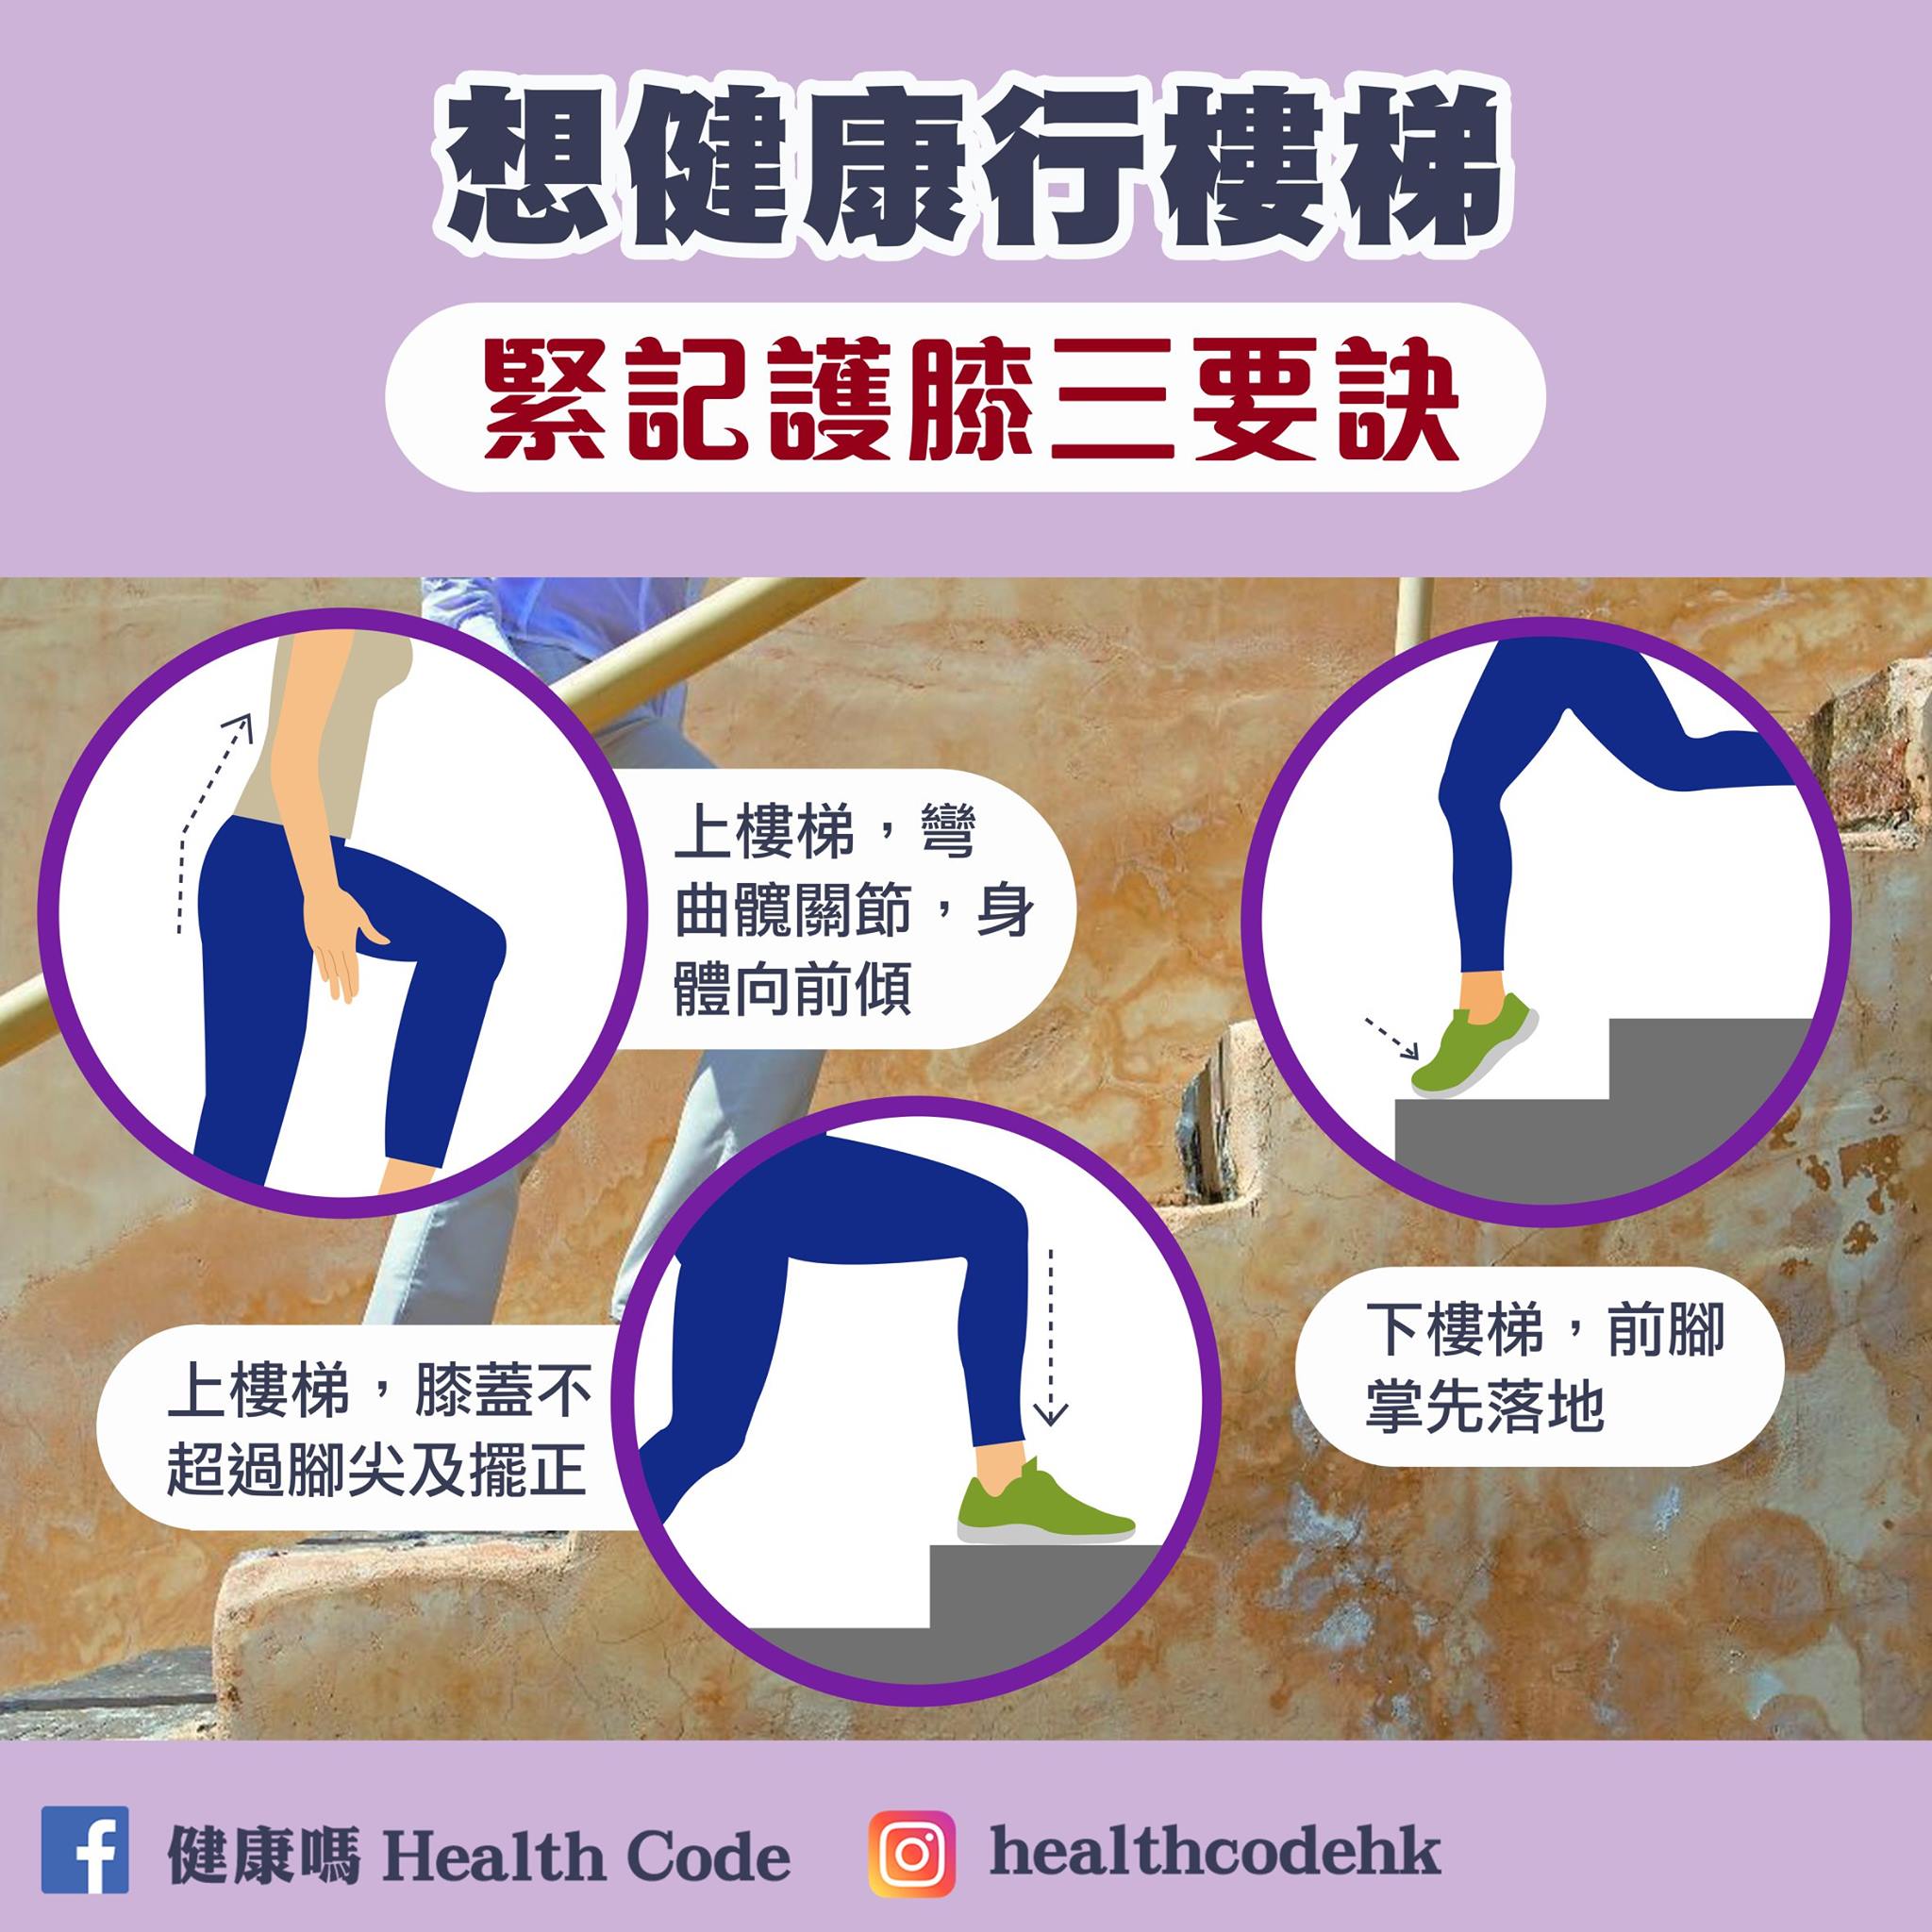 想健康行樓梯
緊記護膝三要訣
上樓梯，彎
曲髖關節，身
體向前傾
上樓梯，膝蓋不
超過腳尖及擺正
下樓梯，前腳
掌先落地
健康嗎 Health Code
healthcodehk